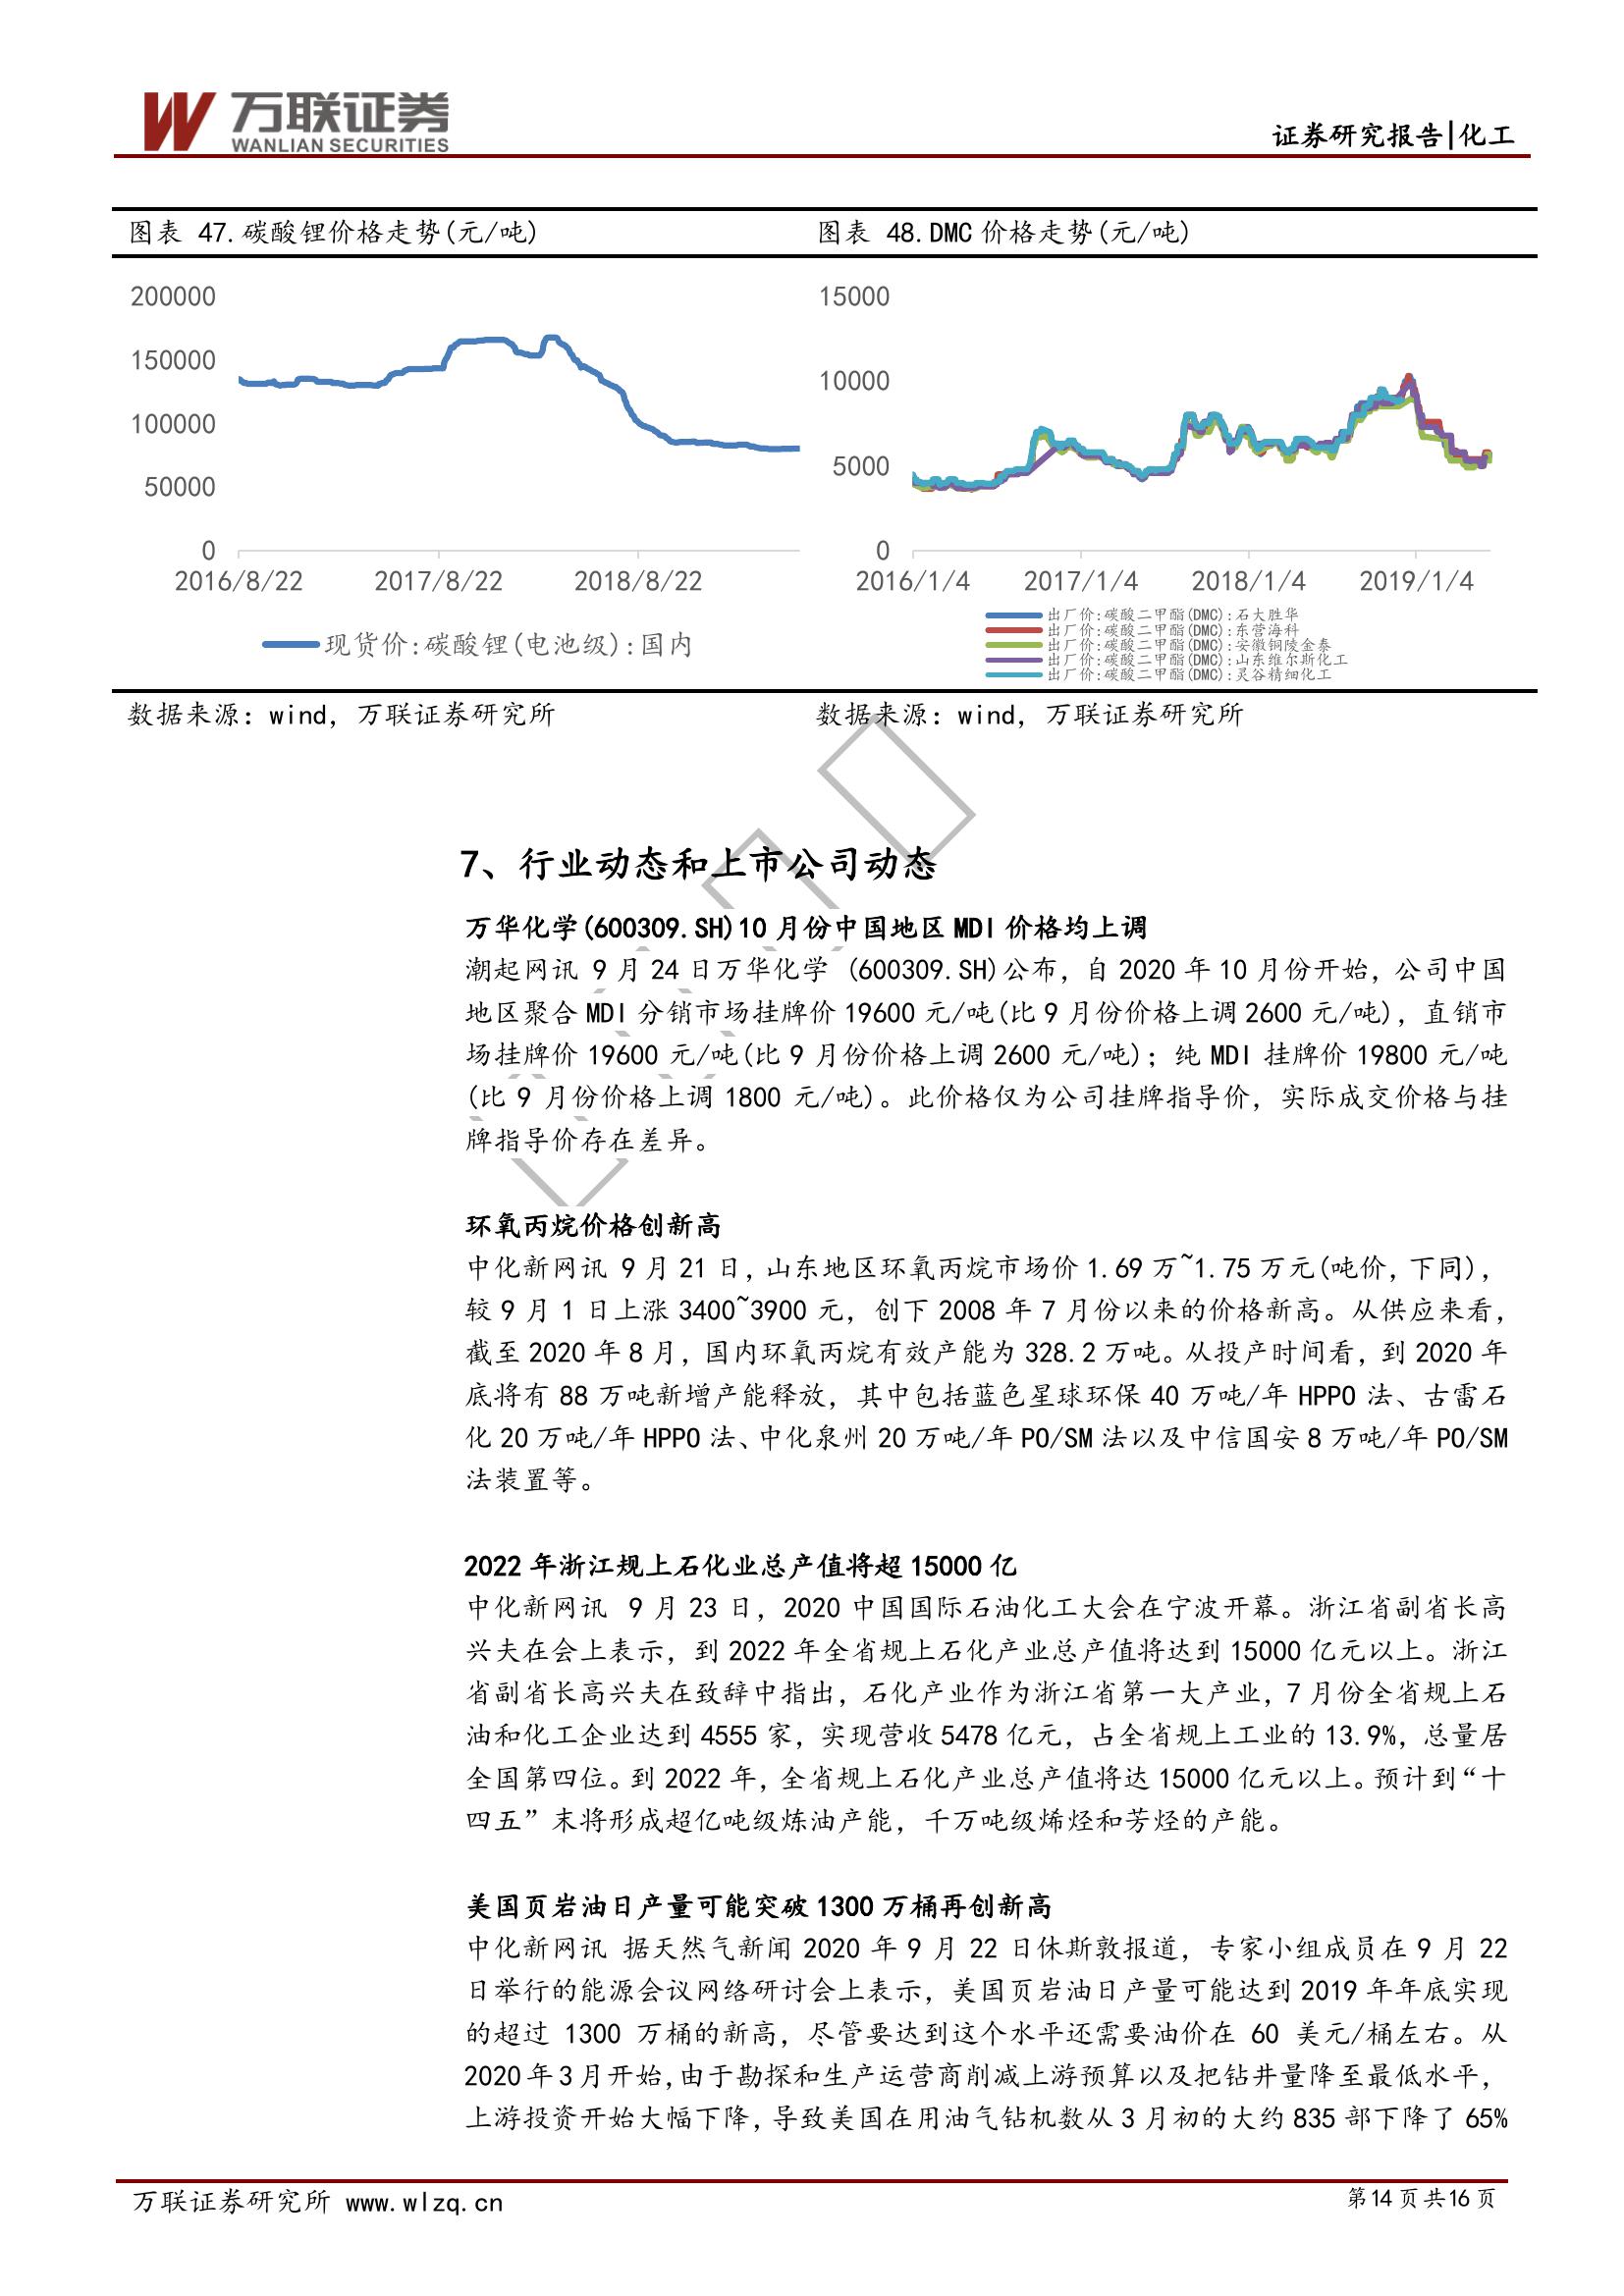 万联证券
WANLIAN SECURITIES
证券研究报告|化工
图表 47.碳酸锂价格走势(元/吨)
图表 48.DMC 价格走势(元/吨)
200000
150000
100000
50000
0
2016/8/22 2017/8/22 2018/8/22
现货价:碳酸锂(电池级):国内
15000
10000
5000
0
2016/1/4 2017/1/4 2018/1/4 2019/1/4
出厂价:碳酸二甲酯(DMC):石大胜华
出厂价:碳酸二甲酯(DMC):东营海科
出厂价:碳酸二甲酯(DMC):安徽铜陵金泰
出厂价:碳酸二甲酯(DMC):山东维尔斯化工
出厂价:碳酸二甲酯(DMC):灵谷精细化工
数据来源：wind，万联证券研究所
数据来源：wind，万联证券研究所
7、行业动态和上市公司动态
万华化学(600309.SH)10 月份中国地区 MDI 价格均上调
潮起网讯 9 月 24 日万华化学 (600309.SH)公布，自 2020 年 10 月份开始，公司中国
地区聚合 MDI 分销市场挂牌价 19600 元/吨(比 9 月份价格上调 2600 元/吨)，直销市
场挂牌价 19600 元/吨(比 9 月份价格上调 2600 元/吨)；纯 MDI 挂牌价 19800 元/吨
(比 9 月份价格上调 1800 元/吨)。此价格仅为公司挂牌指导价，实际成交价格与挂
牌指导价存在差异。
环氧丙烷价格创新高
中化新网讯 9 月 21 日，山东地区环氧丙烷市场价 1.69 万~1.75 万元(吨价，下同)，
较 9 月 1 日上涨 3400~3900 元，创下 2008 年 7 月份以来的价格新高。从供应来看，
截至 2020 年 8 月，国内环氧丙烷有效产能为 328.2 万吨。从投产时间看，到 2020 年
底将有 88 万吨新增产能释放，其中包括蓝色星球环保 40 万吨/年 HPPO 法、古雷石
化 20 万吨/年 HPPO 法、中化泉州 20 万吨/年 PO/SM 法以及中信国安 8 万吨/年 PO/SM
法装置等。
2022 年浙江规上石化业总产值将超 15000 亿
中化新网讯 9 月 23 日，2020 中国国际石油化工大会在宁波开幕。浙江省副省长高
兴夫在会上表示，到 2022 年全省规上石化产业总产值将达到 15000 亿元以上。浙江
省副省长高兴夫在致辞中指出，石化产业作为浙江省第一大产业，7 月份全省规上石
油和化工企业达到 4555 家，实现营收 5478 亿元，占全省规上工业的 13.9%，总量居
全国第四位。到 2022 年，全省规上石化产业总产值将达 15000 亿元以上。预计到“十
四五”末将形成超亿吨级炼油产能，千万吨级烯烃和芳烃的产能。
美国页岩油日产量可能突破 1300 万桶再创新高
中化新网讯 据天然气新闻 2020 年 9 月 22 日休斯敦报道，专家小组成员在 9 月 22
日举行的能源会议网络研讨会上表示，美国页岩油日产量可能达到 2019 年年底实现
的超过 1300 万桶的新高，尽管要达到这个水平还需要油价在 60 美元/桶左右。从
2020 年 3 月开始，由于勘探和生产运营商削减上游预算以及把钻井量降至最低水平，
上游投资开始大幅下降，导致美国在用油气钻机数从 3 月初的大约 835 部下降了 65%
万联证券研究所 www.wlzq.cn
第14 页 共16 页